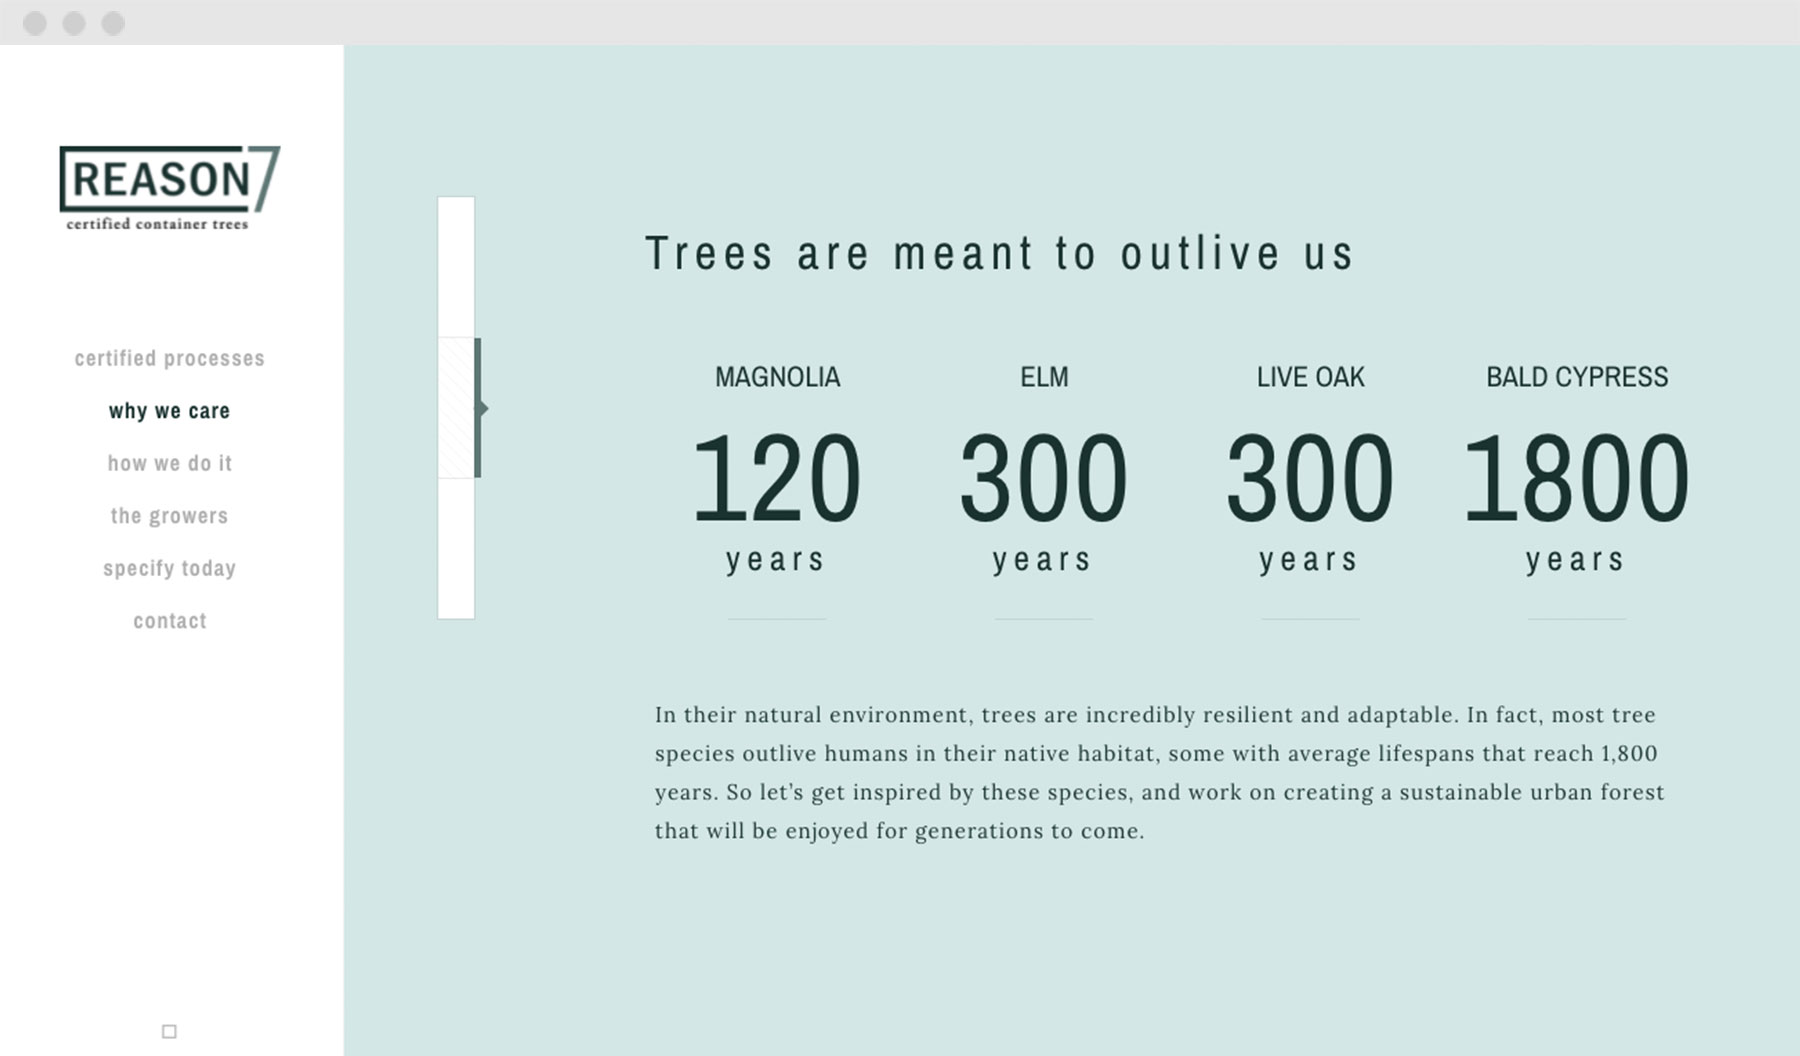 REASON7
certified container trees
certified processes
why we care
how we do it
the growers
specify today
contact
Trees are meant to outlive us
MAGNOLIA
120
years
ELM
300
years
LIVE OAK
300
years
BALD CYPRESS
1800
years
In their natural environment, trees are incredibly resilient and adaptable. In fact, most tree
species outlive humans in their native habitat, some with average lifespans that reach 1,800
years. So let’s get inspired by these species, and work on creating a sustainable urban forest
that will be enjoyed for generations to come.